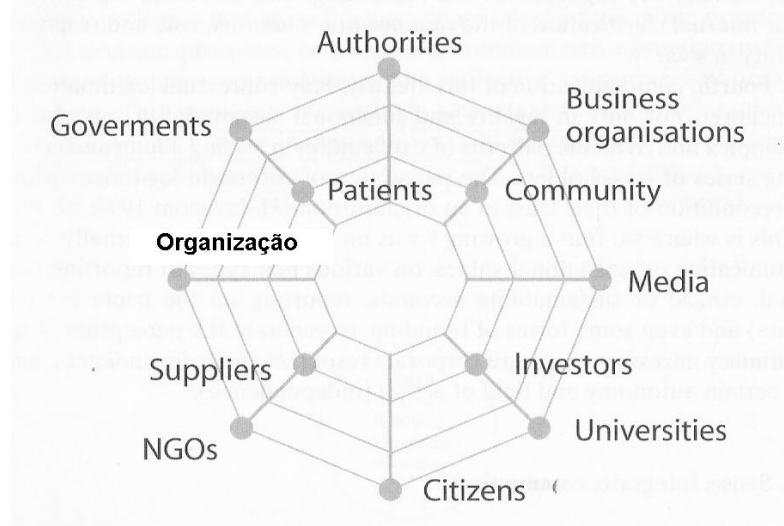 Authorities
Goverments
Business
organisations
Patients
Community
Organização
Media
Suppliers
Investors
NGOs
Universities
Citizens